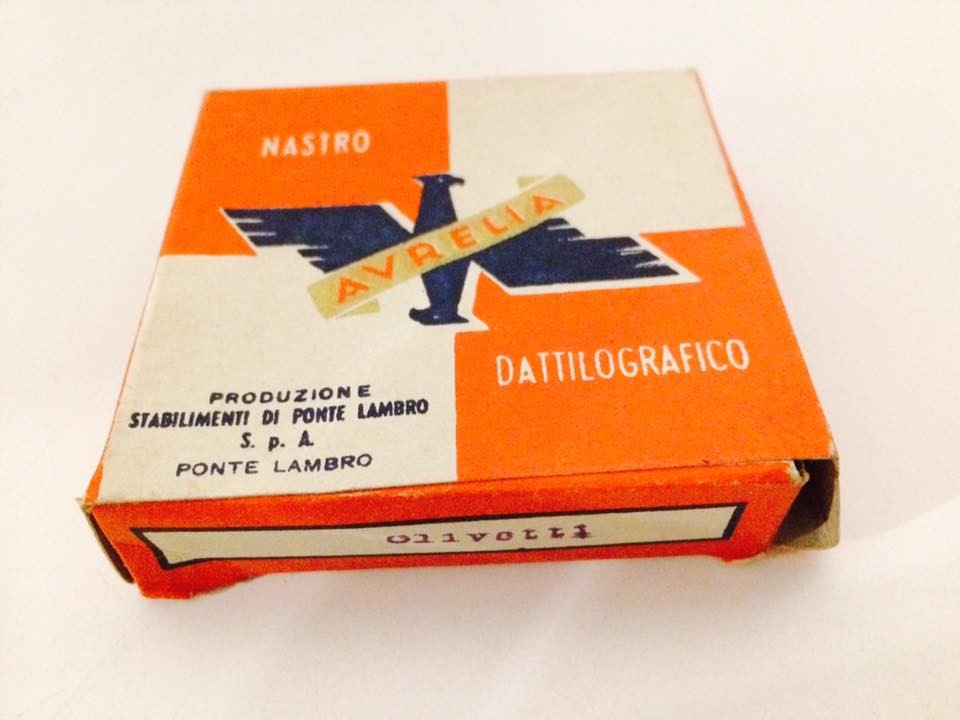 NASTRO
AVRELIA
DATTILOGRAFICO
PRODUZIONE
STABILIMENTI DI PONTE LAMBRO
S. p. A.
PONTE LAMBRO
olivetti